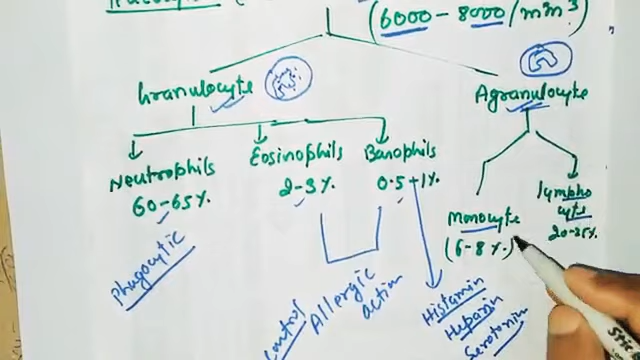 (6000 - 8000/mm³)
Granulocyte
Agranulocyte
Neutrophils
60-65%.
Eosinophils
2-3%.
Basophils
0.5-1%.
Monocyte
(6-8%.)
lympho
cyte
20-25%.
Phagocytic
Control
Allergic
action
Histamin
Heparin
Serotonin